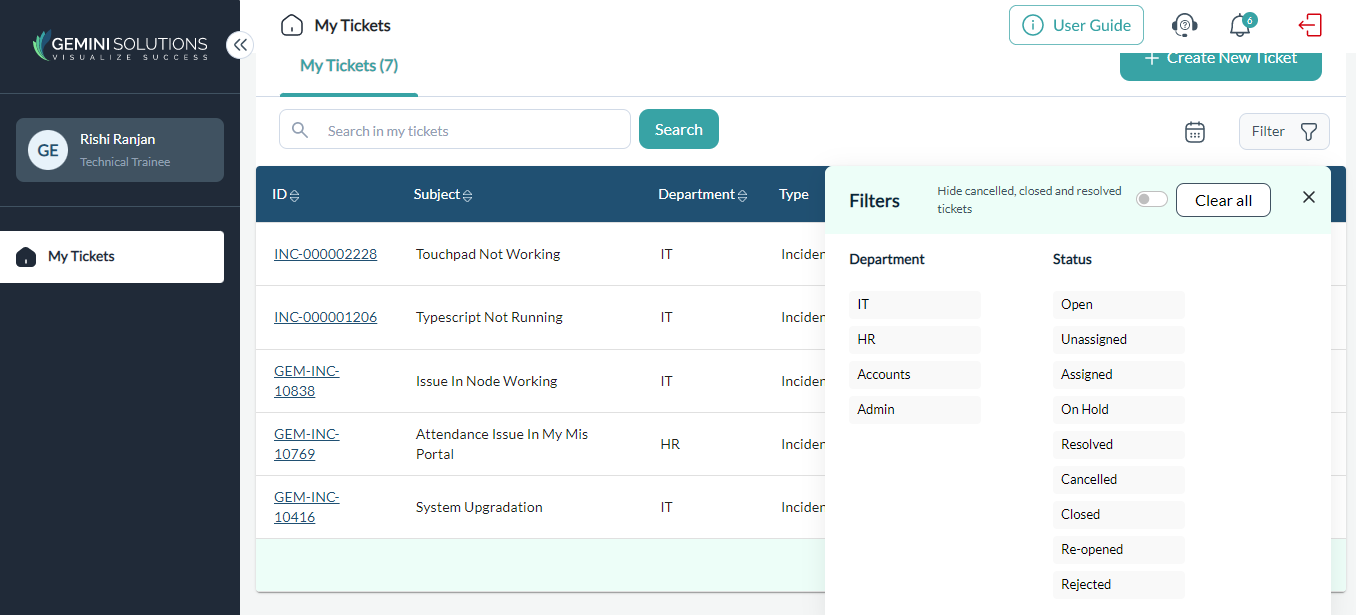 GEMINI SOLUTIONS
VISUALIZE SUCCESS
GE
Rishi Ranjan
Technical Trainee
My Tickets
My Tickets
User Guide
6
My Tickets (7)
+ Create New Ticket
Search in my tickets
Search
Filter
ID
Subject
Department
Type
INC-000002228
Touchpad Not Working
IT
Inciden
INC-000001206
Typescript Not Running
IT
Inciden
GEM-INC-
10838
Issue In Node Working
IT
Inciden
GEM-INC-
10769
Attendance Issue In My Mis
Portal
HR
Inciden
GEM-INC-
10416
System Upgradation
IT
Inciden
Filters
Hide cancelled, closed and resolved
tickets
Clear all
Department
IT
HR
Accounts
Admin
Status
Open
Unassigned
Assigned
On Hold
Resolved
Cancelled
Closed
Re-opened
Rejected